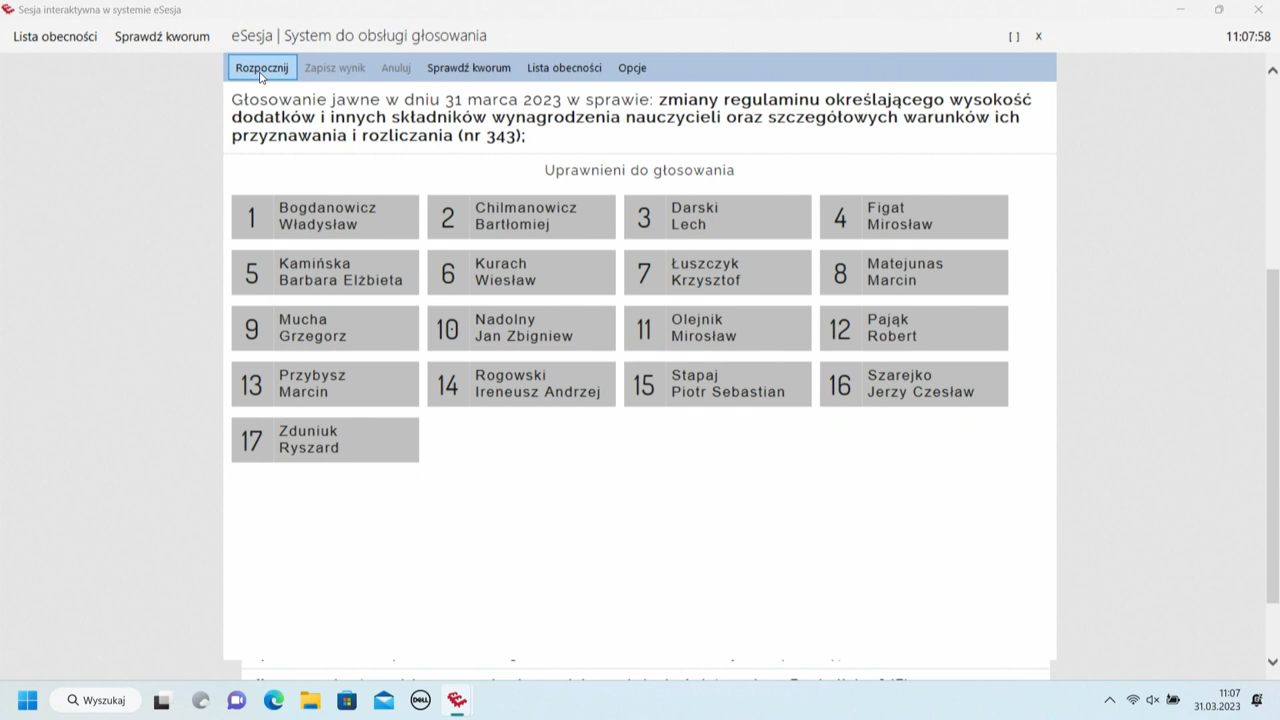 Sesja interaktywna w systemie eSesja
Lista obecności Sprawdź kworum eSesja | System do obsługi głosowania [ ] x 11:07:58
Rozpocznij Zapisz wynik Anuluj Sprawdź kworum Lista obecności Opcje
Głosowanie jawne w dniu 31 marca 2023 w sprawie: zmiany regulaminu określającego wysokość
dodatków i innych składników wynagrodzenia nauczycieli oraz szczegółowych warunków ich
przyznawania i rozliczania (nr 343);
Uprawnieni do głosowania
1 Bogdanowicz
Władysław
2 Chilmanowicz
Bartłomiej
3 Darski
Lech
4 Figat
Mirosław
5 Kamińska
Barbara Elżbieta
6 Kurach
Wiesław
7 Łuszczyk
Krzysztof
8 Matejunas
Marcin
9 Mucha
Grzegorz
10 Nadolny
Jan Zbigniew
11 Olejnik
Mirosław
12 Pająk
Robert
13 Przybysz
Marcin
14 Rogowski
Ireneusz Andrzej
15 Stapaj
Piotr Sebastian
16 Szarejko
Jerzy Czesław
17 Zduniuk
Ryszard
Wyszukaj
DELL
11:07
31.03.2023